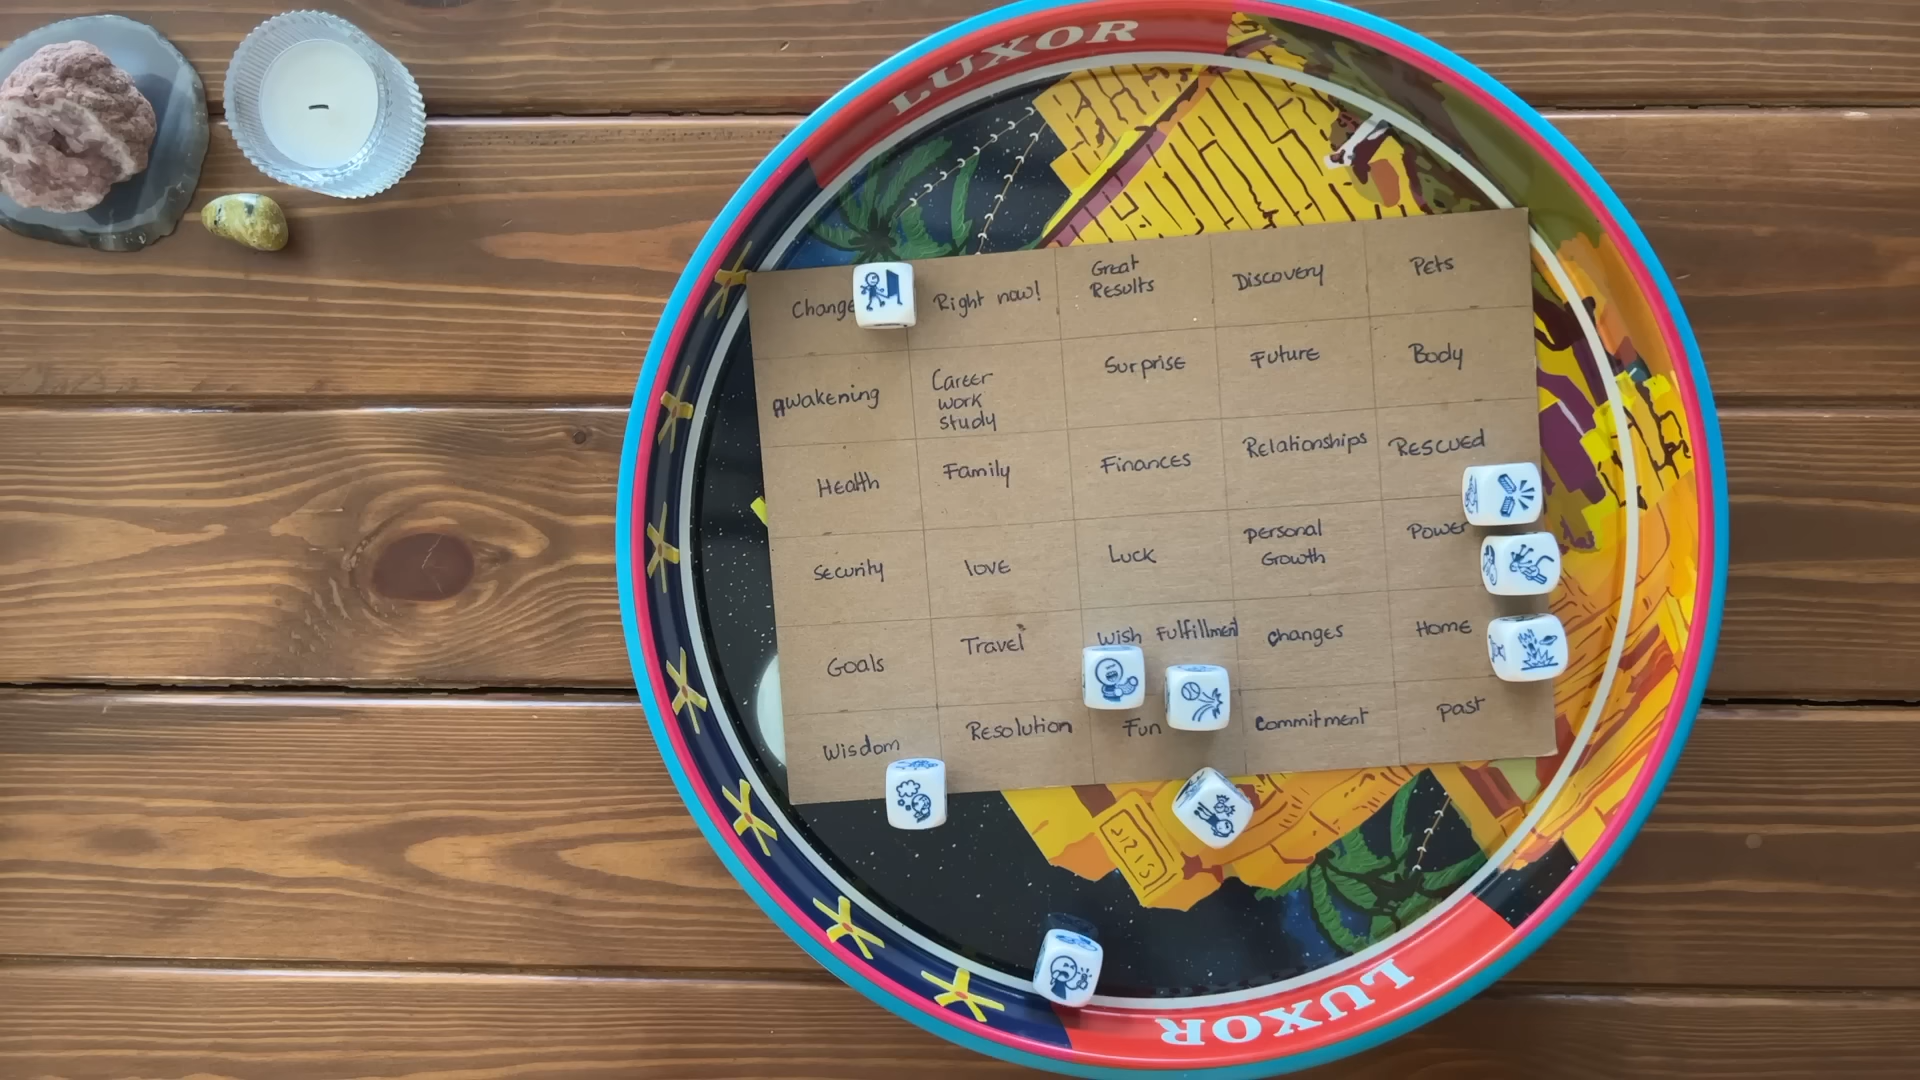 LUXOR
Change
Right now!
Great
Results
Discovery
Pets
Awakening
Career
work
study
Surprise
Future
Body
Health
Family
Finances
Relationships
RESCUED
Security
love
Luck
personal
Growth
Power
Goals
Travel
wish Fulfillment
changes
Home
Wisdom
Resolution
Fun
Commitment
past
LUXOR